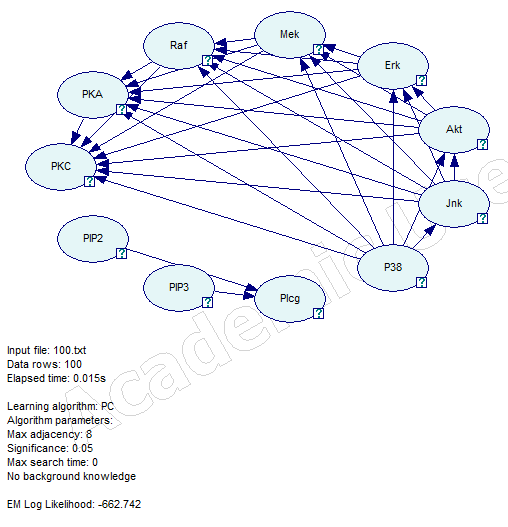 Mek
Raf
Erk
PKA
Akt
PKC
Jnk
PIP2
P38
PIP3
Plcg
Input file: 100.txt
Data rows: 100
Elapsed time: 0.015s
Learning algorithm: PC
Algorithm parameters:
Max adjacency: 8
Significance: 0.05
Max search time: 0
No background knowledge
EM Log Likelihood: -662.742